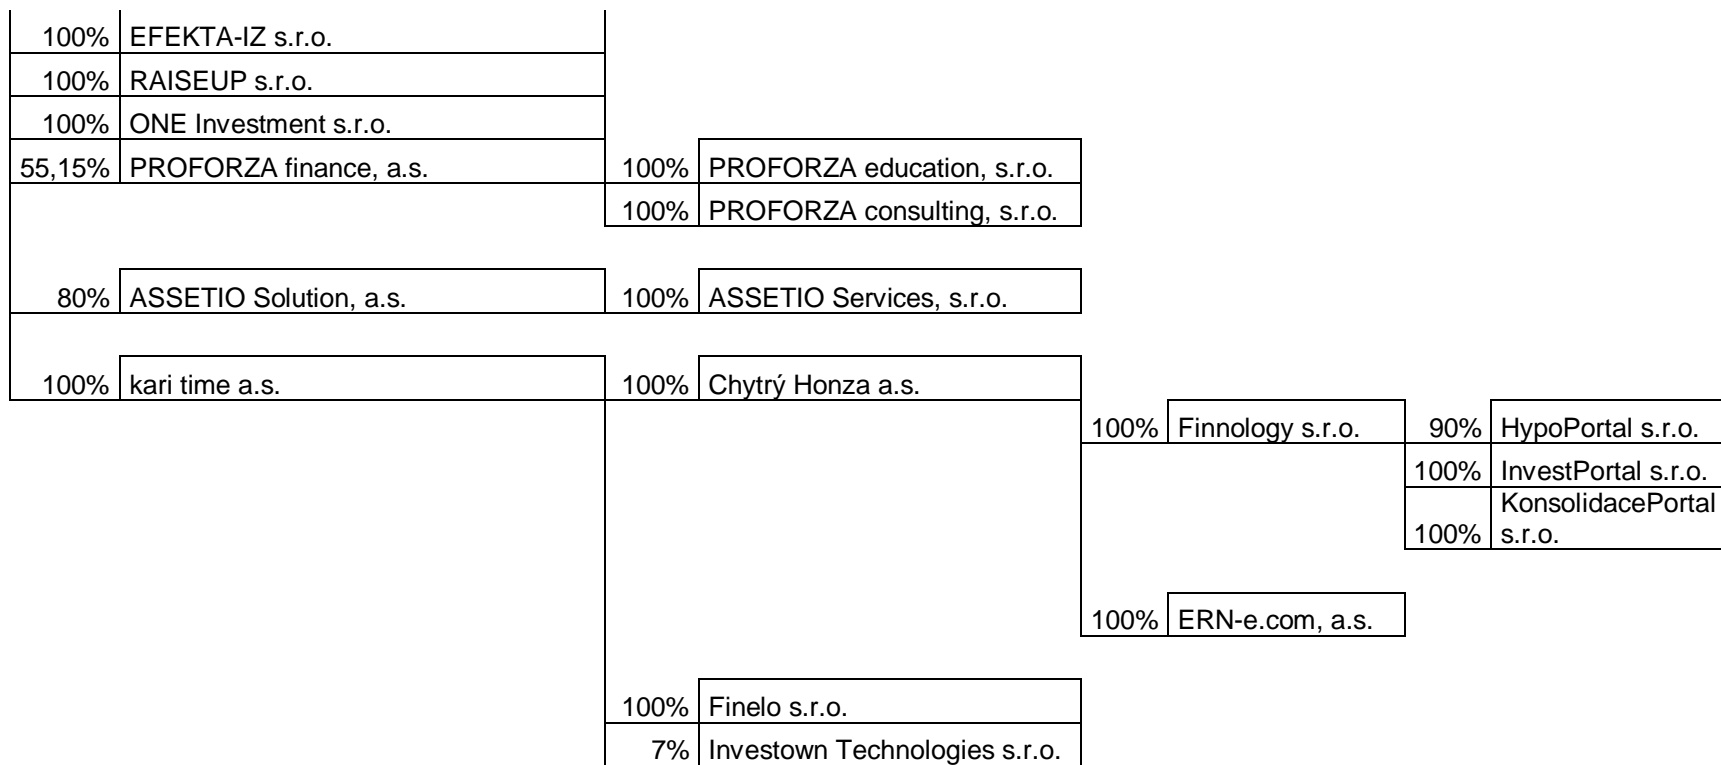 100% EFEKTA-IZ s.r.o.
100% RAISEUP s.r.o.
100% ONE Investment s.r.o.
55,15% PROFORZA finance, a.s. 100% PROFORZA education, s.r.o.
100% PROFORZA consulting, s.r.o.
80% ASSETIO Solution, a.s. 100% ASSETIO Services, s.r.o.
100% kari time a.s. 100% Chytrý Honza a.s.
100% Finnology s.r.o. 90% HypoPortal s.r.o.
100% InvestPortal s.r.o.
KonsolidacePortal
100% s.r.o.
100% ERN-e.com, a.s.
100% Finelo s.r.o.
7% Investown Technologies s.r.o.